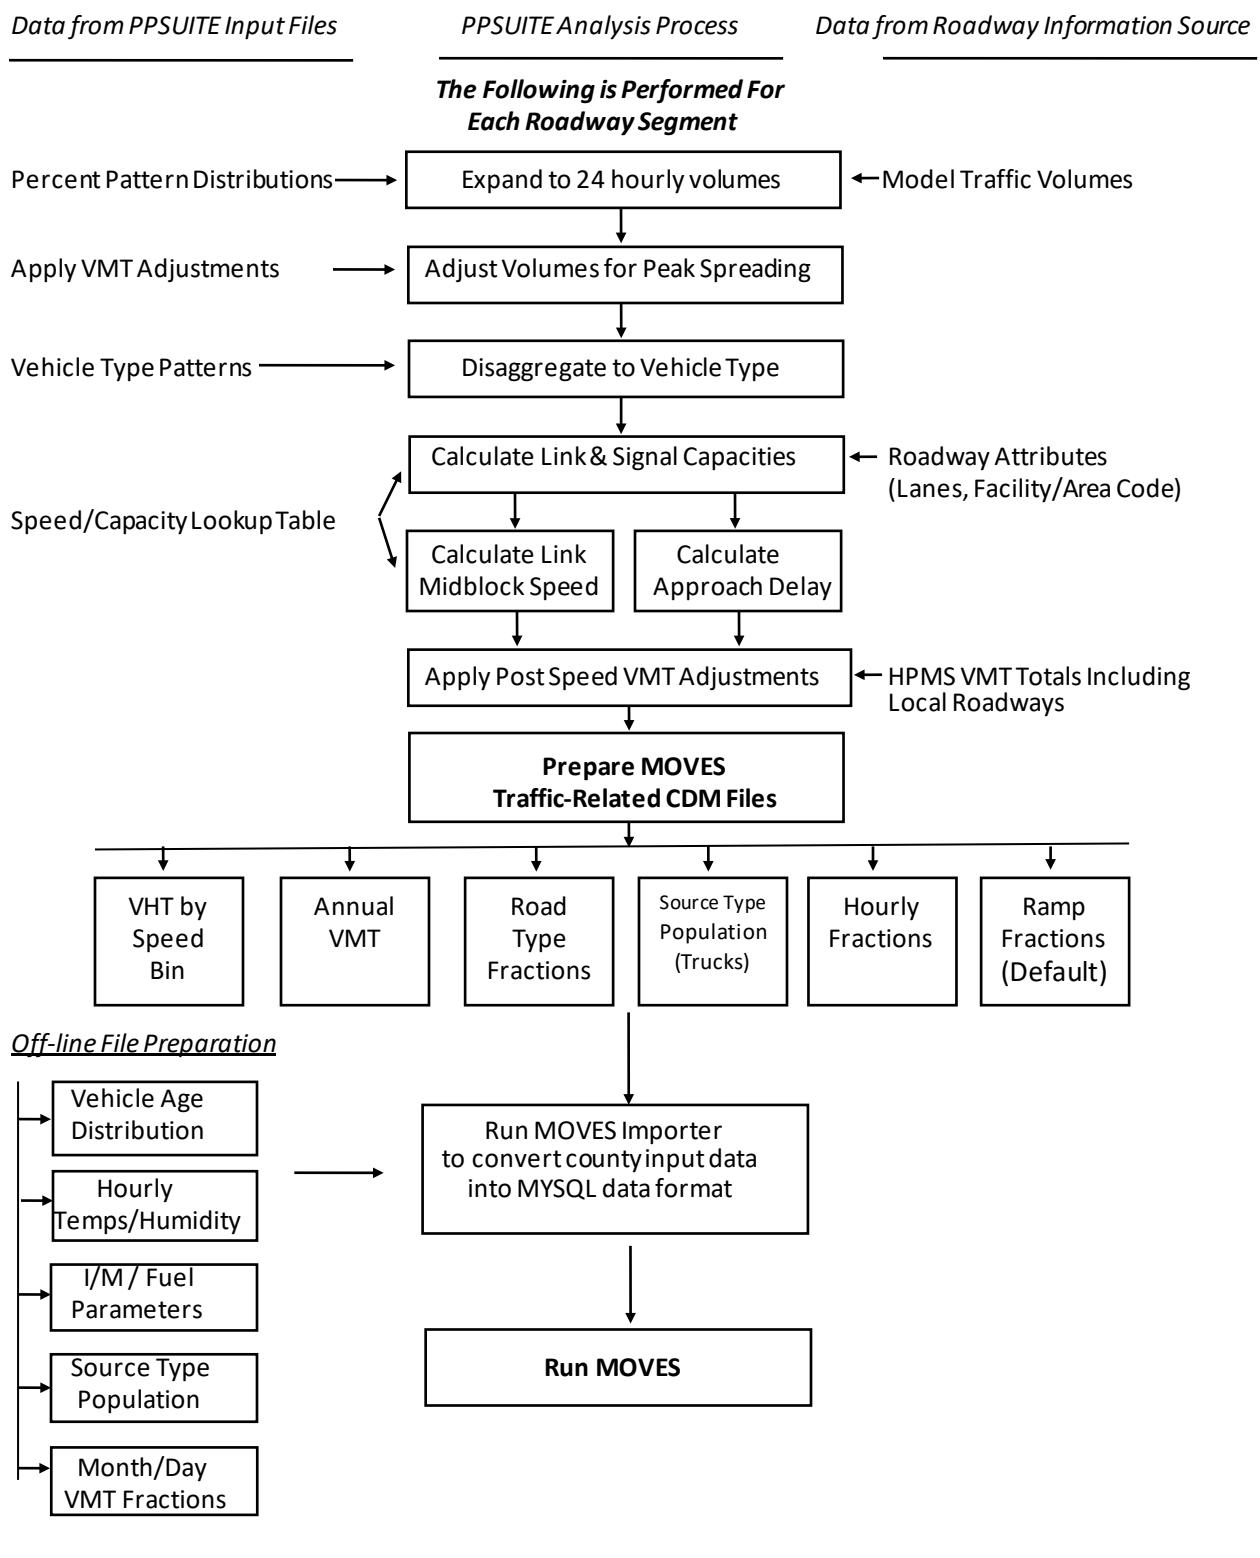 Data from PPSUITE Input Files
PPSUITE Analysis Process
Data from Roadway Information Source
The Following is Performed For
Each Roadway Segment
Percent Pattern Distributions
Expand to 24 hourly volumes
Model Traffic Volumes
Apply VMT Adjustments
Adjust Volumes for Peak Spreading
Vehicle Type Patterns
Disaggregate to Vehicle Type
Calculate Link & Signal Capacities
Roadway Attributes
(Lanes, Facility/Area Code)
Speed/Capacity Lookup Table
Calculate Link
Midblock Speed
Calculate
Approach Delay
Apply Post Speed VMT Adjustments
HPMS VMT Totals Including
Local Roadways
Prepare MOVES
Traffic-Related CDM Files
VHT by
Speed
Bin
Annual
VMT
Road
Type
Fractions
Source Type
Population
(Trucks)
Hourly
Fractions
Ramp
Fractions
(Default)
Off-line File Preparation
Vehicle Age
Distribution
Hourly
Temps/Humidity
I/M / Fuel
Parameters
Source Type
Population
Month/Day
VMT Fractions
Run MOVES Importer
to convert county input data
into MYSQL data format
Run MOVES